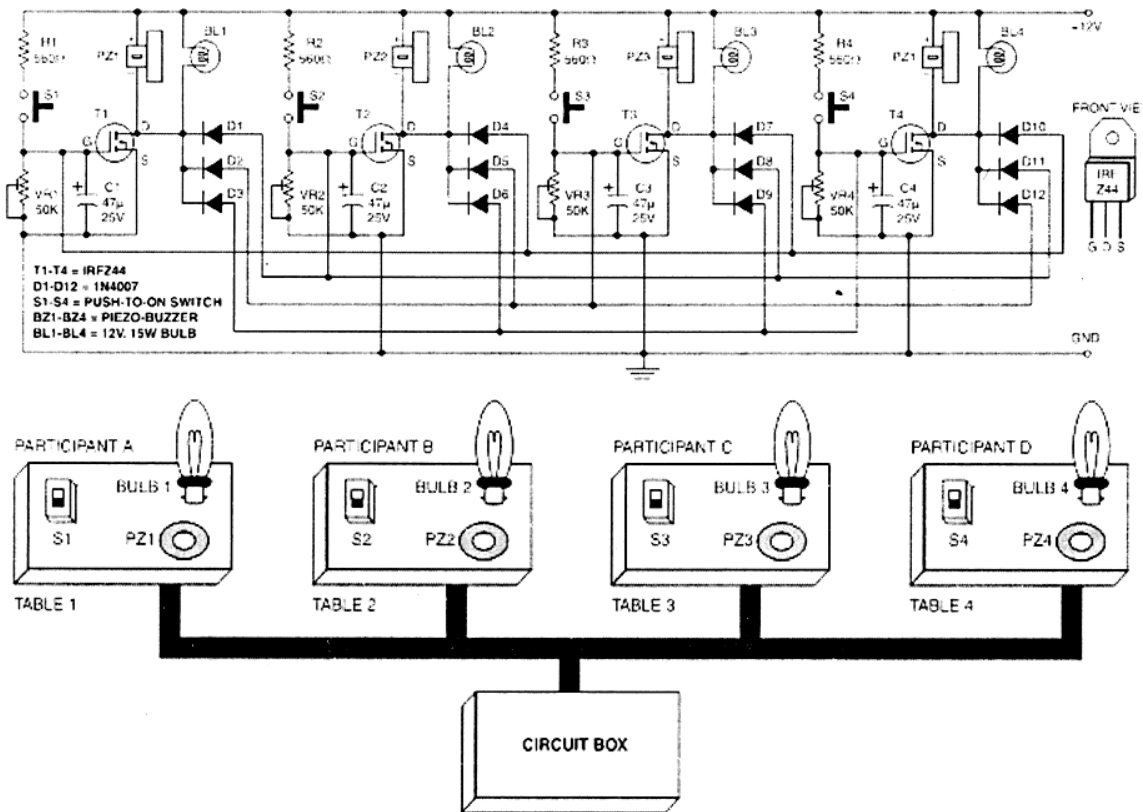 R1
560Ω
PZ1
BL1
R2
560Ω
PZ2
BL2
R3
560Ω
PZ3
BL3
R4
560Ω
PZ1
BL4
+12V
S1
T1
D
G
S
D1
D2
D3
VR1
50K
C1
47µ
25V
S2
T2
D
G
S
D4
D5
D6
VR2
50K
C2
47µ
25V
S3
T3
D
G
S
D7
D8
D9
VR3
50K
C3
47µ
25V
S4
T4
D
G
S
D10
D11
D12
VR4
50K
C4
47µ
25V
FRONT VIE
IRF
Z44
G D S
T1-T4 = IRFZ44
D1-D12 = 1N4007
S1-S4 = PUSH-TO-ON SWITCH
BZ1-BZ4 = PIEZO-BUZZER
BL1-BL4 = 12V, 15W BULB
GND
PARTICIPANT A
BULB 1
S1
PZ1
TABLE 1
PARTICIPANT B
BULB 2
S2
PZ2
TABLE 2
PARTICIPANT C
BULB 3
S3
PZ3
TABLE 3
PARTICIPANT D
BULB 4
S4
PZ4
TABLE 4
CIRCUIT BOX